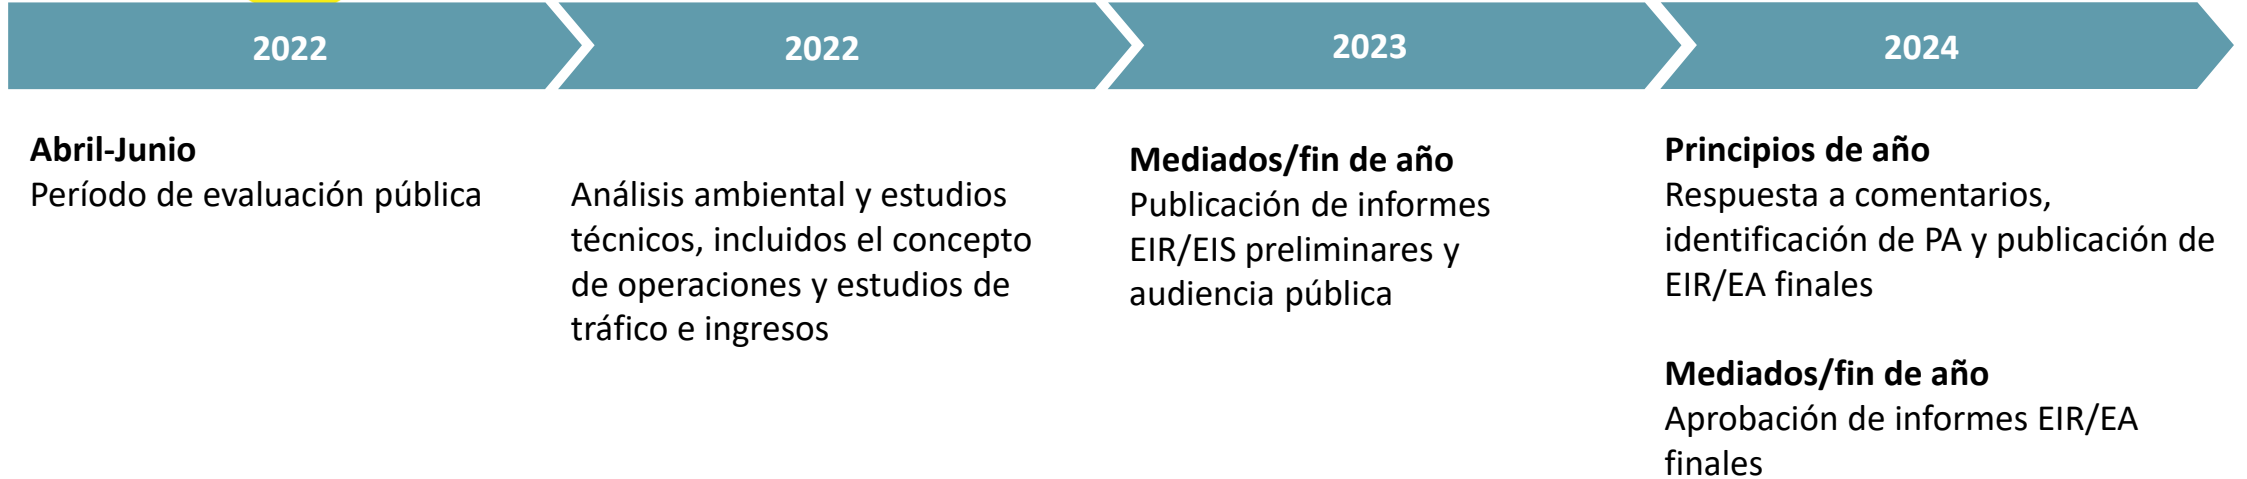 2022
2022
2023
2024
Abril-Junio
Período de evaluación pública
Análisis ambiental y estudios
técnicos, incluidos el concepto
de operaciones y estudios de
tráfico e ingresos
Mediados/fin de año
Publicación de informes
EIR/EIS preliminares y
audiencia pública
Principios de año
Respuesta a comentarios,
identificación de PA y publicación de
EIR/EA finales
Mediados/fin de año
Aprobación de informes EIR/EA
finales